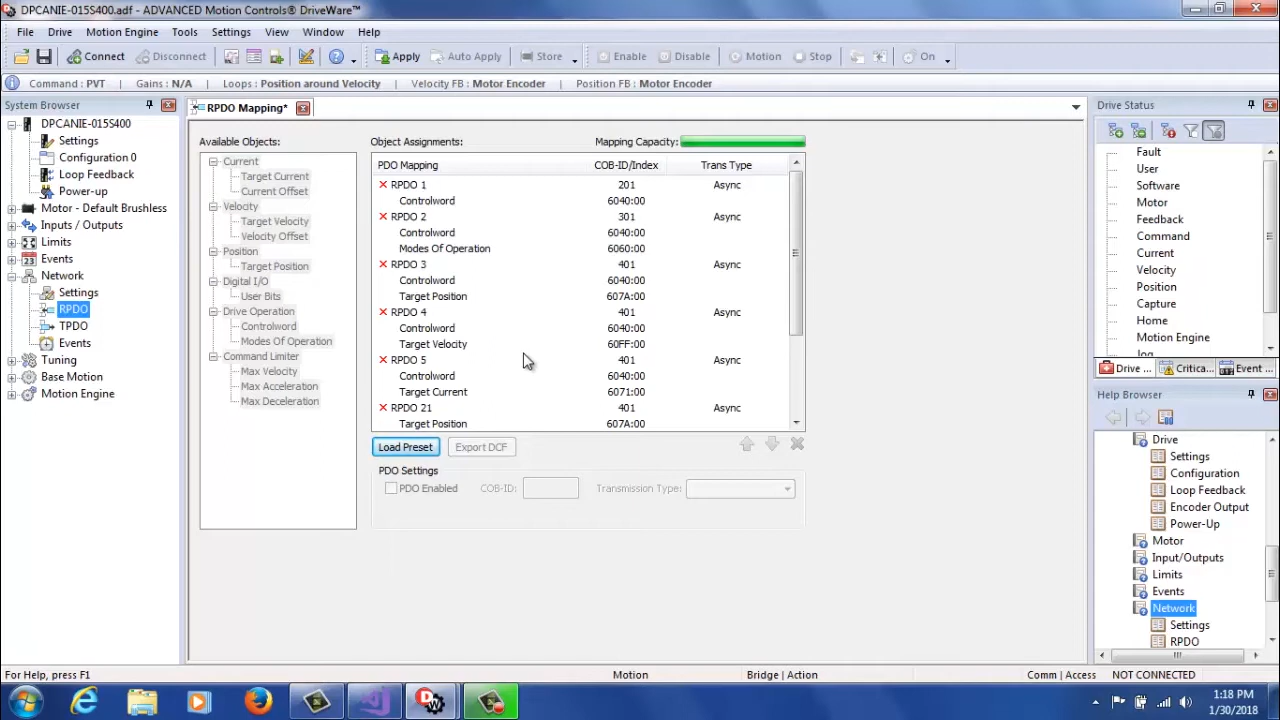 DPCANIE-015S400.adf - ADVANCED Motion Controls® DriveWare®
File Drive Motion Engine Tools Settings View Window Help
Connect Disconnect Apply Auto Apply Store Enable Disable Motion Stop On
Command : PVT Gains : N/A Loops : Position around Velocity Velocity FB : Motor Encoder Position FB : Motor Encoder
System Browser
DPCANIE-015S400
Settings
Configuration 0
Loop Feedback
Power-up
Motor - Default Brushless
Inputs / Outputs
Limits
Events
Network
Settings
RPDO
TPDO
Events
Tuning
Base Motion
Motion Engine
RPDO Mapping*
Available Objects:
Current
Target Current
Current Offset
Velocity
Target Velocity
Velocity Offset
Position
Target Position
Digital I/O
User Bits
Drive Operation
Controlword
Modes Of Operation
Command Limiter
Max Velocity
Max Acceleration
Max Deceleration
Object Assignments: Mapping Capacity:
PDO Mapping COB-ID/Index Trans Type
RPDO 1 201 Async
Controlword 6040:00
RPDO 2 301 Async
Controlword 6040:00
Modes Of Operation 6060:00
RPDO 3 401 Async
Controlword 6040:00
Target Position 607A:00
RPDO 4 401 Async
Controlword 6040:00
Target Velocity 60FF:00
RPDO 5 401 Async
Controlword 6040:00
Target Current 6071:00
RPDO 21 401 Async
Target Position 607A:00
Load Preset Export DCF
PDO Settings
PDO Enabled COB-ID: Transmission Type:
Drive Status
Fault
User
Software
Motor
Feedback
Command
Current
Velocity
Position
Capture
Home
Motion Engine
log
Drive ... Critica... Event ...
Help Browser
Drive
Settings
Configuration
Loop Feedback
Encoder Output
Power-Up
Motor
Input/Outputs
Limits
Events
Network
Settings
RPDO
For Help, press F1 Motion Bridge | Action Comm | Access NOT CONNECTED
1:18 PM
1/30/2018